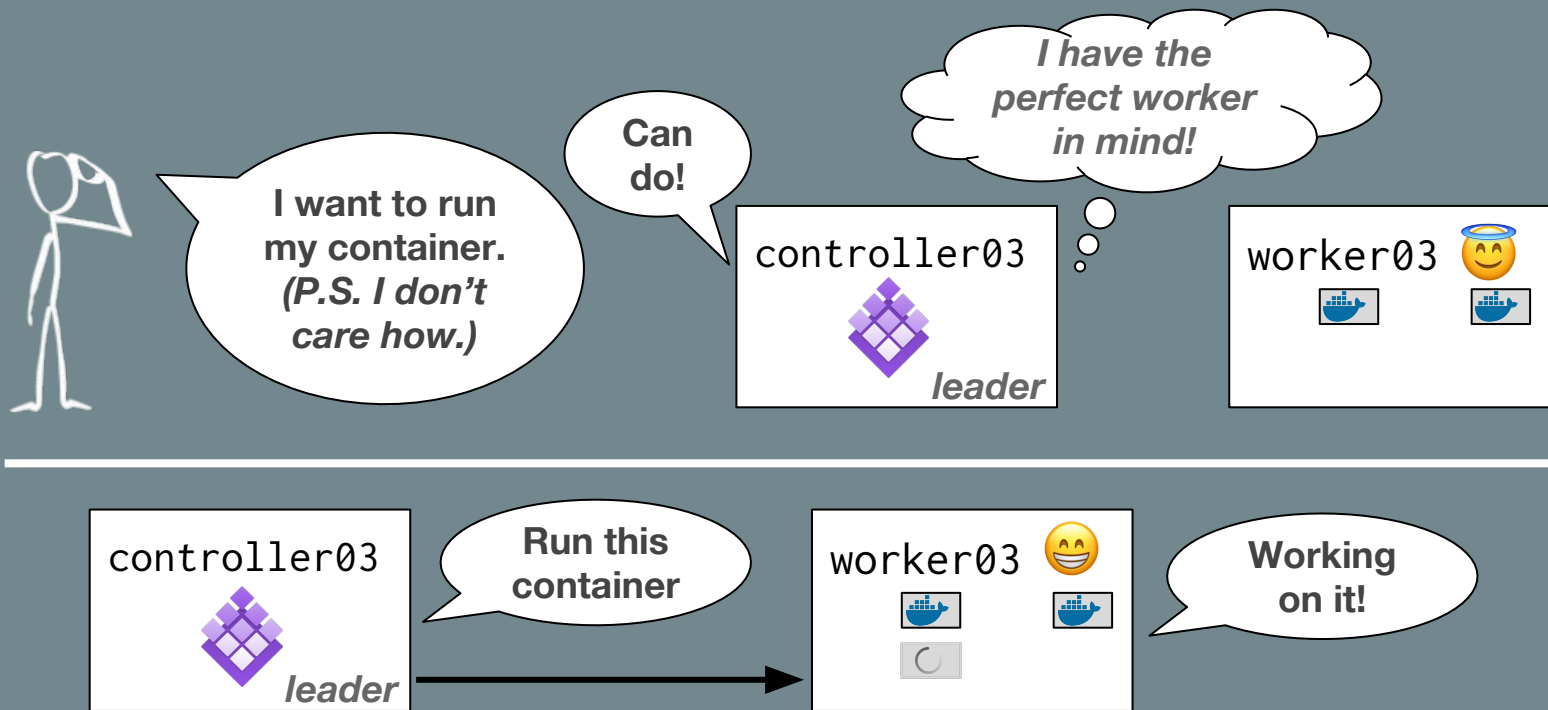 I have the
perfect worker
in mind!
Can
do!
I want to run
my container.
(P.S. I don’t
care how.)
controller03
leader
worker03
controller03
leader
Run this
container
worker03
Working
on it!